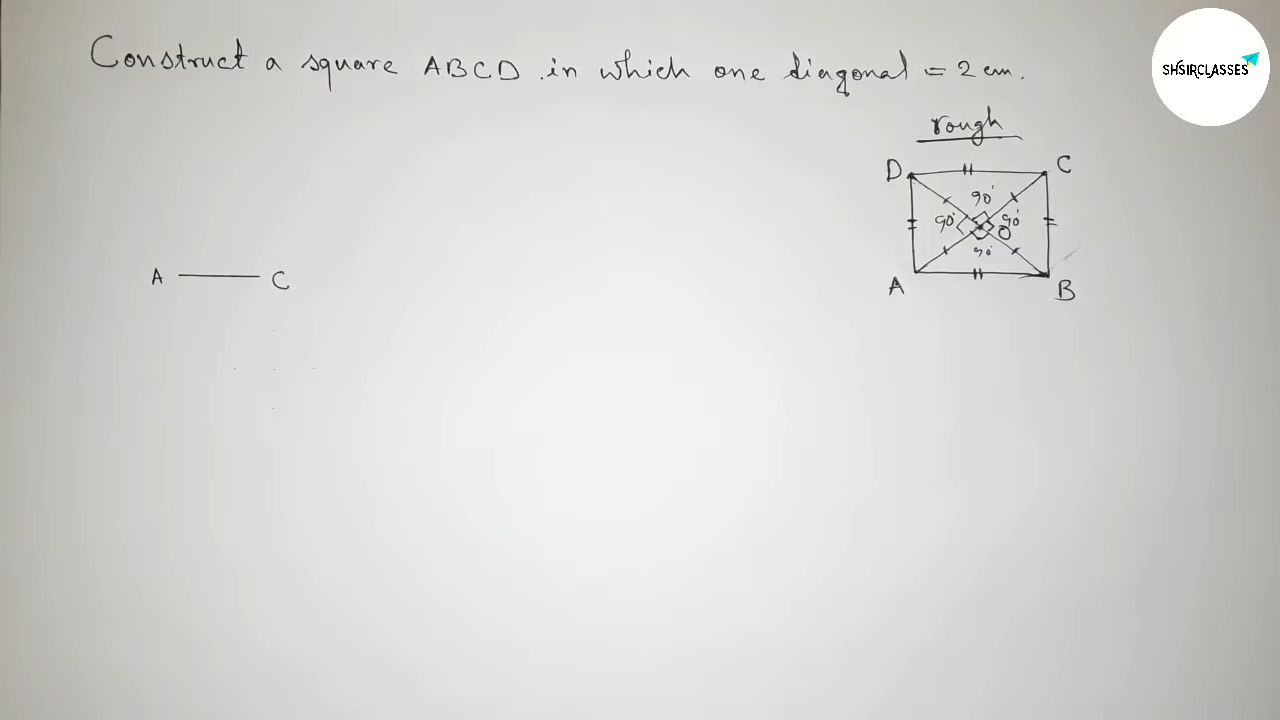 Construct a square ABCD in which one diagonal = 2 cm.
SHSIRCLASSES
rough
D C
90°
90° 90°
O
90°
A B
A C